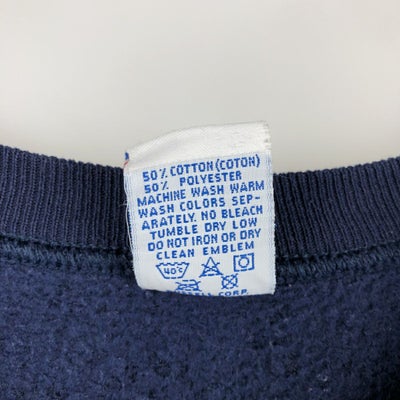 50% COTTON (COTON)
50% POLYESTER
MACHINE WASH WARM
WASH COLORS SEP-
ARATELY. NO BLEACH
TUMBLE DRY LOW
DO NOT IRON OR DRY
CLEAN EMBLEM
40°C
CORP.